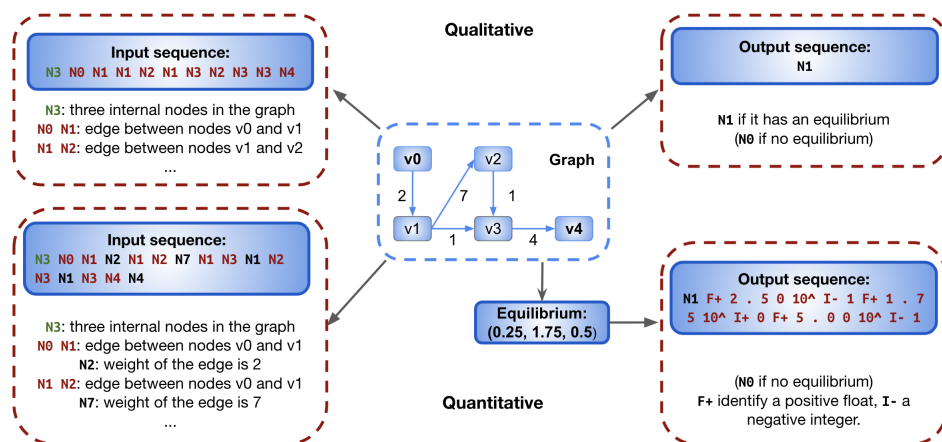 Qualitative
Input sequence:
N3 N0 N1 N1 N2 N1 N3 N2 N3 N3 N4
N3: three internal nodes in the graph
N0 N1: edge between nodes v0 and v1
N1 N2: edge between nodes v1 and v2
...
Output sequence:
N1
N1 if it has an equilibrium
(N0 if no equilibrium)
Graph
v0
v2
2
7
1
v1
v3
v4
1
4
Input sequence:
N3 N0 N1 N2 N1 N2 N7 N1 N3 N1 N2
N3 N1 N3 N4 N4
N3: three internal nodes in the graph
N0 N1: edge between nodes v0 and v1
N2: weight of the edge is 2
N1 N2: edge between nodes v0 and v1
N7: weight of the edge is 7
...
Equilibrium:
(0.25, 1.75, 0.5)
Output sequence:
N1 F+ 2 . 5 0 10^ I- 1 F+ 1 . 7
5 10^ I+ 0 F+ 5 . 0 0 10^ I- 1
(N0 if no equilibrium)
F+ identify a positive float, I- a
negative integer.
Quantitative